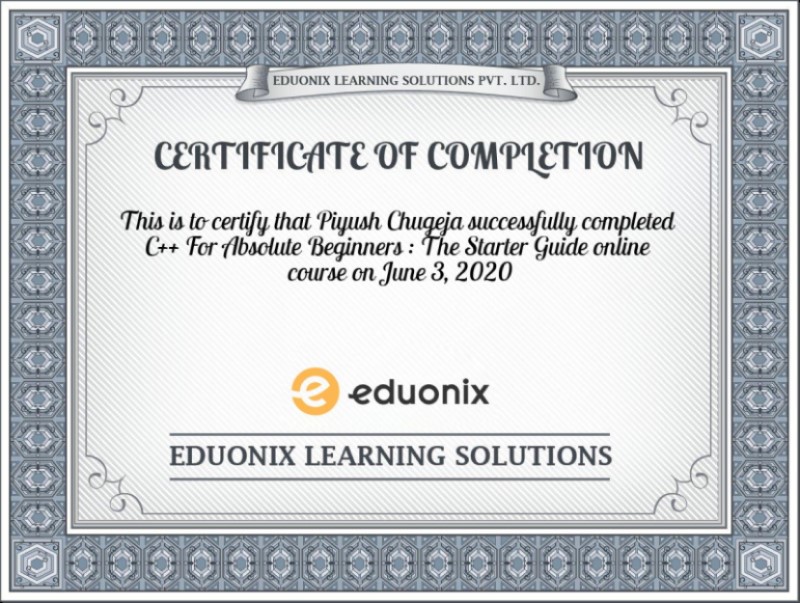 EDUONIX LEARNING SOLUTIONS PVT. LTD.
CERTIFICATE OF COMPLETION
This is to certify that Piyush Chugeja successfully completed
C++ For Absolute Beginners : The Starter Guide online
course on June 3, 2020
eduonix
EDUONIX LEARNING SOLUTIONS